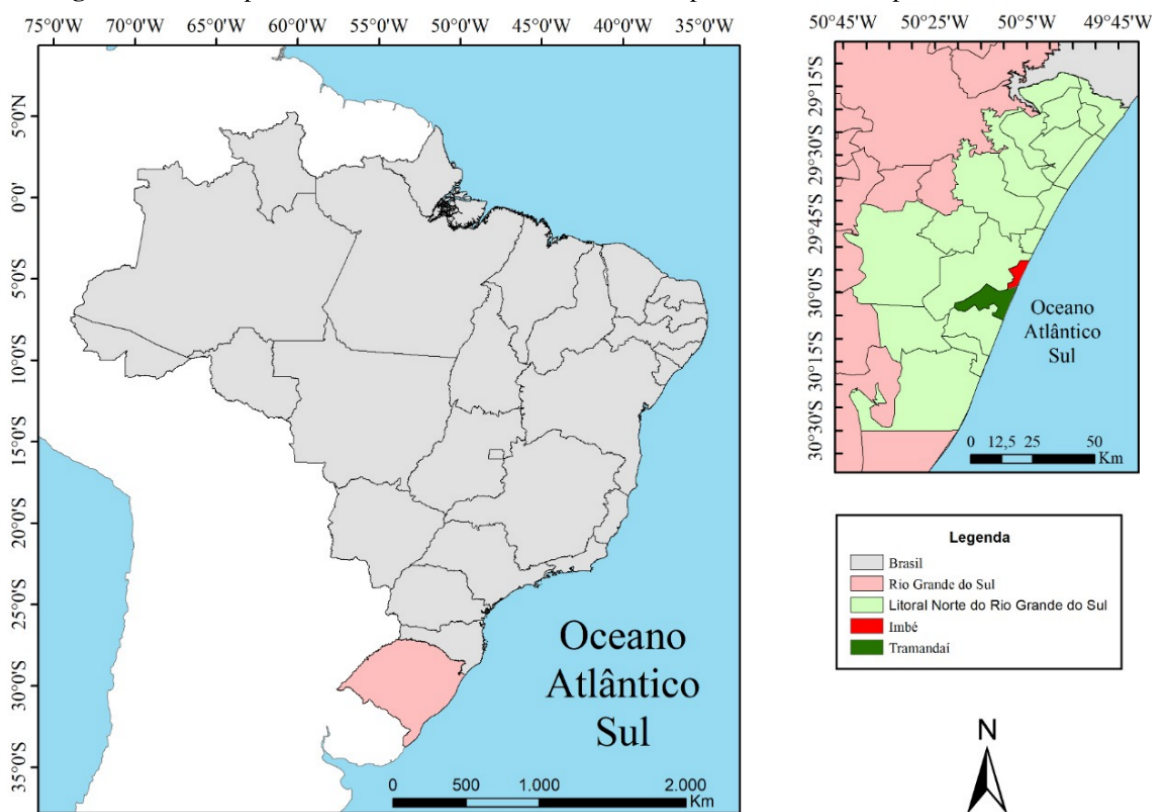 75°0'W 70°0'W 65°0'W 60°0'W 55°0'W 50°0'W 45°0'W 40°0'W 35°0'W
5°0'N
0°0'
5°0'S
10°0'S
15°0'S
20°0'S
25°0'S
30°0'S
35°0'S
Oceano
Atlântico
Sul
0 500 1.000 2.000
Km
50°45'W 50°25'W 50°5'W 49°45'W
29°15'S
29°30'S
29°45'S
30°0'S
30°15'S
30°30'S
Oceano
Atlântico
Sul
0 12,5 25 50
Km
Legenda
Brasil
Rio Grande do Sul
Litoral Norte do Rio Grande do Sul
Imbé
Tramandaí
N